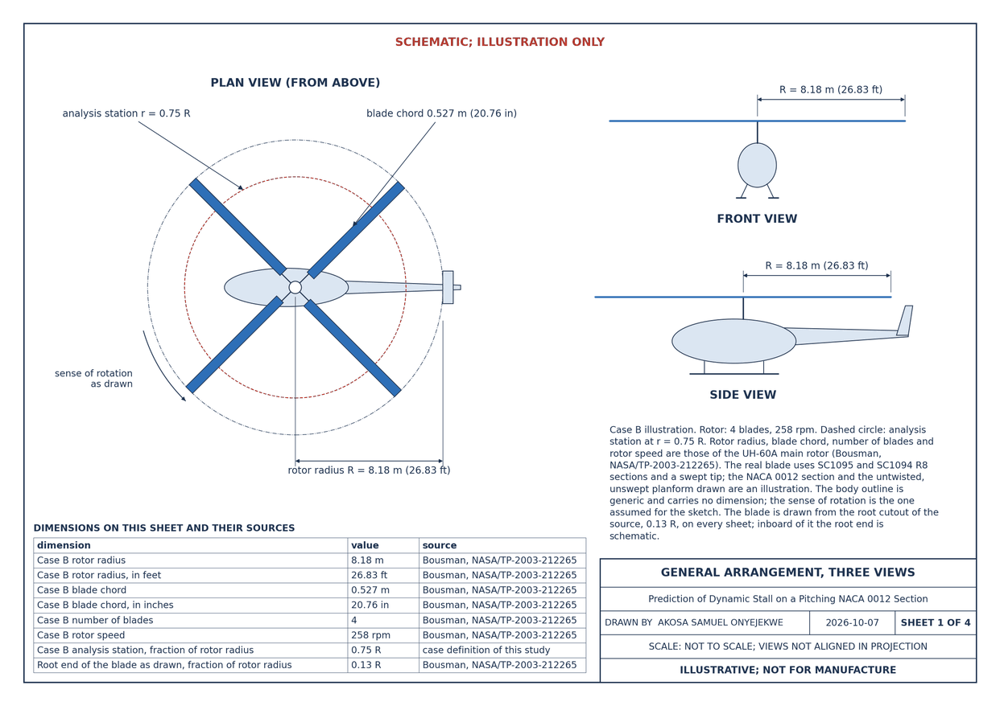 SCHEMATIC; ILLUSTRATION ONLY
PLAN VIEW (FROM ABOVE)
analysis station r = 0.75 R
blade chord 0.527 m (20.76 in)
sense of rotation
as drawn
rotor radius R = 8.18 m (26.83 ft)
R = 8.18 m (26.83 ft)
FRONT VIEW
R = 8.18 m (26.83 ft)
SIDE VIEW
Case B illustration. Rotor: 4 blades, 258 rpm. Dashed circle: analysis
station at r = 0.75 R. Rotor radius, blade chord, number of blades and
rotor speed are those of the UH-60A main rotor (Bousman,
NASA/TP-2003-212265). The real blade uses SC1095 and SC1094 R8
sections and a swept tip; the NACA 0012 section and the untwisted,
unswept planform drawn are an illustration. The body outline is
generic and carries no dimension; the sense of rotation is the one
assumed for the sketch. The blade is drawn from the root cutout of the
source, 0.13 R, on every sheet; inboard of it the root end is
schematic.
DIMENSIONS ON THIS SHEET AND THEIR SOURCES
dimension value source
Case B rotor radius 8.18 m Bousman, NASA/TP-2003-212265
Case B rotor radius, in feet 26.83 ft Bousman, NASA/TP-2003-212265
Case B blade chord 0.527 m Bousman, NASA/TP-2003-212265
Case B blade chord, in inches 20.76 in Bousman, NASA/TP-2003-212265
Case B number of blades 4 Bousman, NASA/TP-2003-212265
Case B rotor speed 258 rpm Bousman, NASA/TP-2003-212265
Case B analysis station, fraction of rotor radius 0.75 R case definition of this study
Root end of the blade as drawn, fraction of rotor radius 0.13 R Bousman, NASA/TP-2003-212265
GENERAL ARRANGEMENT, THREE VIEWS
Prediction of Dynamic Stall on a Pitching NACA 0012 Section
DRAWN BY AKOSA SAMUEL ONYEJEKWE 2026-10-07 SHEET 1 OF 4
SCALE: NOT TO SCALE; VIEWS NOT ALIGNED IN PROJECTION
ILLUSTRATIVE; NOT FOR MANUFACTURE